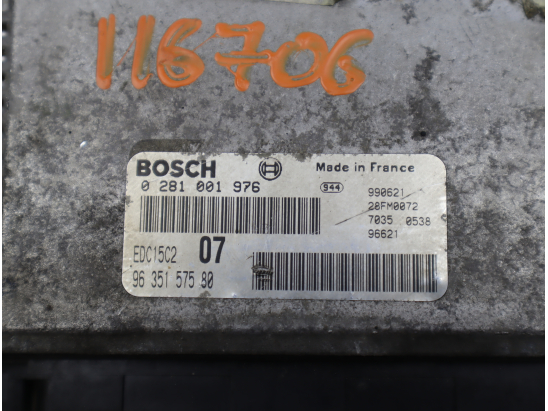 116706
BOSCH Made in France
0 281 001 976 944 990621
28FM0072
7035 0538
96621
EDC15C2 07
96 351 575 80